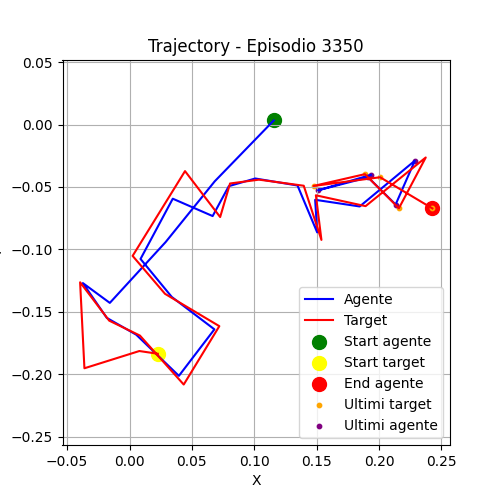 Trajectory - Episodio 3350
0.05
0.00
−0.05
−0.10
−0.15
−0.20
−0.25
−0.05
0.00
0.05
0.10
0.15
0.20
0.25
X
Agente
Target
Start agente
Start target
End agente
Ultimi target
Ultimi agente